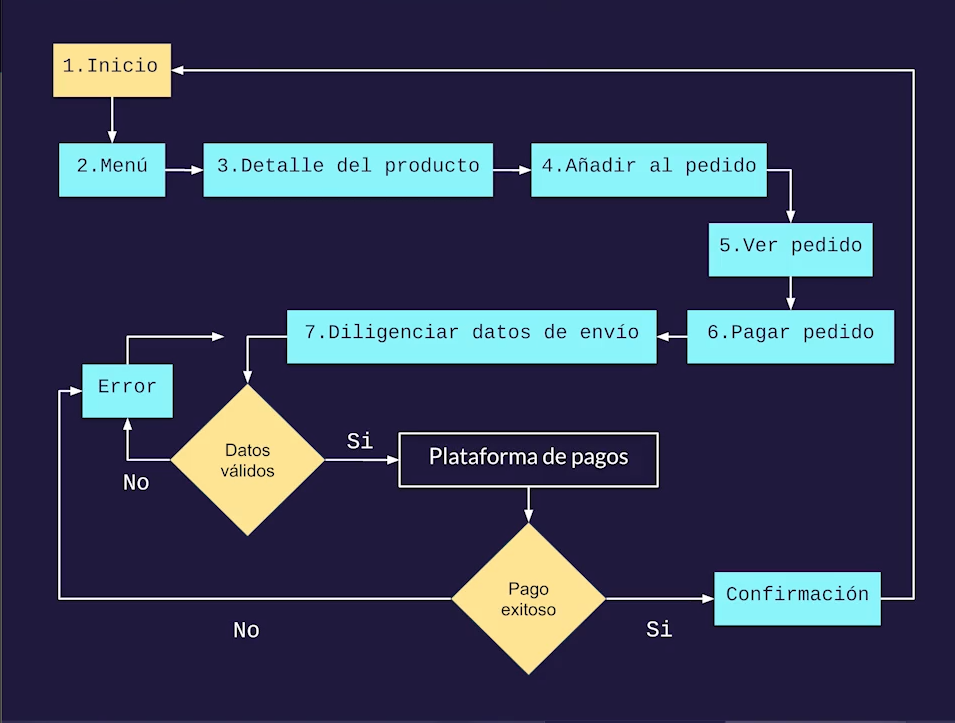 1.Inicio
2.Menú
3.Detalle del producto
4.Añadir al pedido
5.Ver pedido
7.Diligenciar datos de envío
6.Pagar pedido
Error
Datos
válidos
Si
Plataforma de pagos
No
Pago
exitoso
Confirmación
No
Si